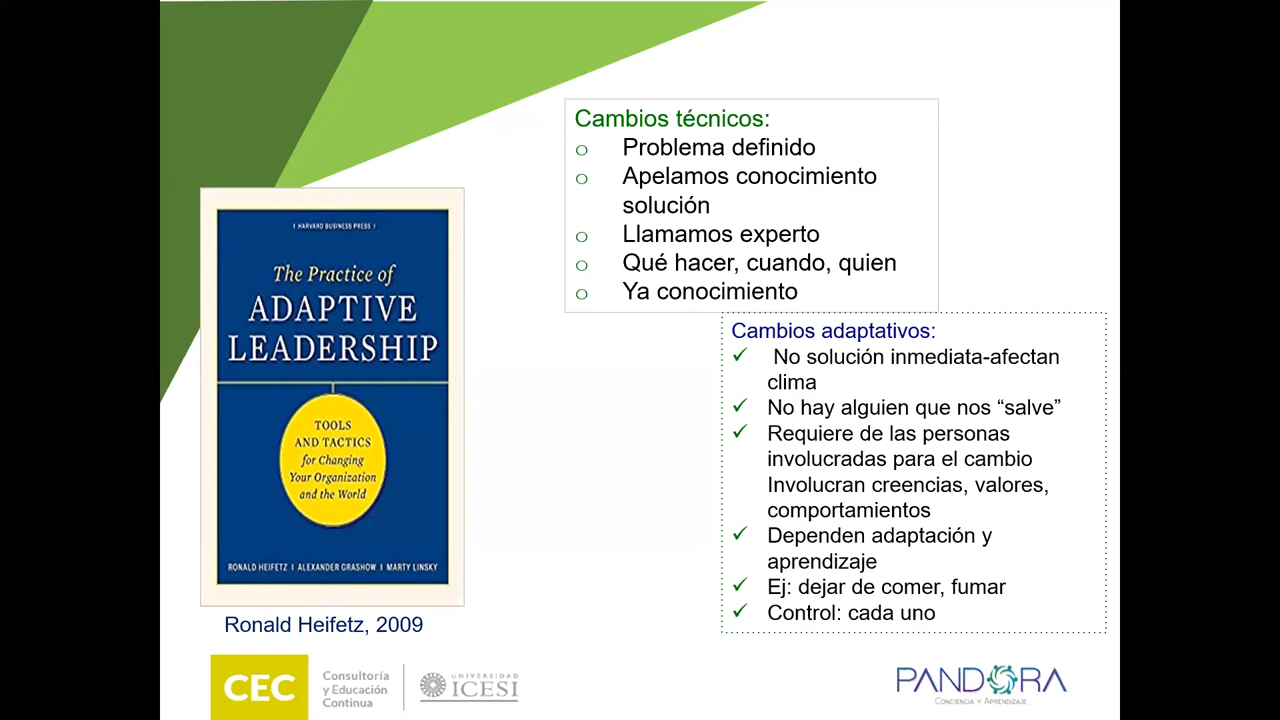 Cambios técnicos:
o Problema definido
o Apelamos conocimiento
solución
o Llamamos experto
o Qué hacer, cuando, quien
o Ya conocimiento
| HARVARD BUSINESS PRESS |
The Practice of
ADAPTIVE
LEADERSHIP
TOOLS
AND TACTICS
for Changing
Your Organization
and the World
RONALD HEIFETZ | ALEXANDER GRASHOW | MARTY LINSKY
Ronald Heifetz, 2009
Cambios adaptativos:
✓ No solución inmediata-afectan
clima
✓ No hay alguien que nos “salve”
✓ Requiere de las personas
involucradas para el cambio
Involucran creencias, valores,
comportamientos
✓ Dependen adaptación y
aprendizaje
✓ Ej: dejar de comer, fumar
✓ Control: cada uno
CEC
Consultoría
y Educación
Continua
UNIVERSIDAD
ICESI
PANDORA
CONCIENCIA Y APRENDIZAJE